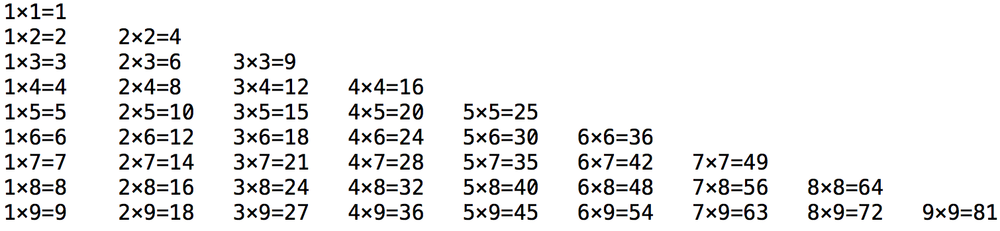 1×1=1
1×2=2 2×2=4
1×3=3 2×3=6 3×3=9
1×4=4 2×4=8 3×4=12 4×4=16
1×5=5 2×5=10 3×5=15 4×5=20 5×5=25
1×6=6 2×6=12 3×6=18 4×6=24 5×6=30 6×6=36
1×7=7 2×7=14 3×7=21 4×7=28 5×7=35 6×7=42 7×7=49
1×8=8 2×8=16 3×8=24 4×8=32 5×8=40 6×8=48 7×8=56 8×8=64
1×9=9 2×9=18 3×9=27 4×9=36 5×9=45 6×9=54 7×9=63 8×9=72 9×9=81